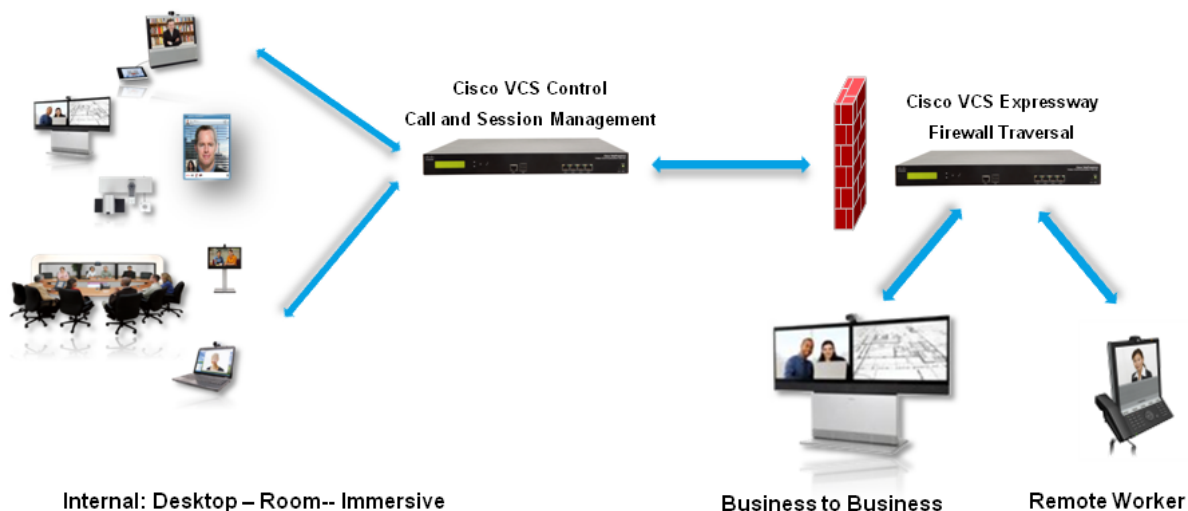 Cisco VCS Control
Call and Session Management
Cisco VCS Expressway
Firewall Traversal
Internal: Desktop – Room-- Immersive
Business to Business
Remote Worker